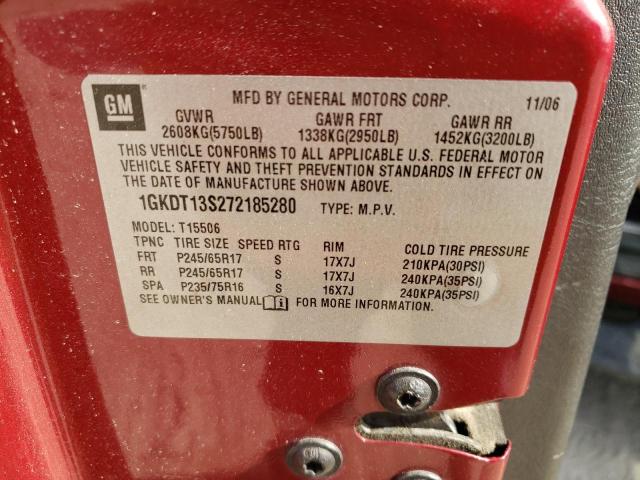 GM MFD BY GENERAL MOTORS CORP. 11/06
GVWR GAWR FRT GAWR RR
2608KG(5750LB) 1338KG(2950LB) 1452KG(3200LB)
THIS VEHICLE CONFORMS TO ALL APPLICABLE U.S. FEDERAL MOTOR
VEHICLE SAFETY AND THEFT PREVENTION STANDARDS IN EFFECT ON
THE DATE OF MANUFACTURE SHOWN ABOVE.
1GKDT13S272185280 TYPE: M.P.V.
MODEL: T15506
TPNC TIRE SIZE SPEED RTG RIM COLD TIRE PRESSURE
FRT P245/65R17 S 17X7J 210KPA(30PSI)
RR P245/65R17 S 17X7J 240KPA(35PSI)
SPA P235/75R16 S 16X7J 240KPA(35PSI)
SEE OWNER'S MANUAL FOR MORE INFORMATION.